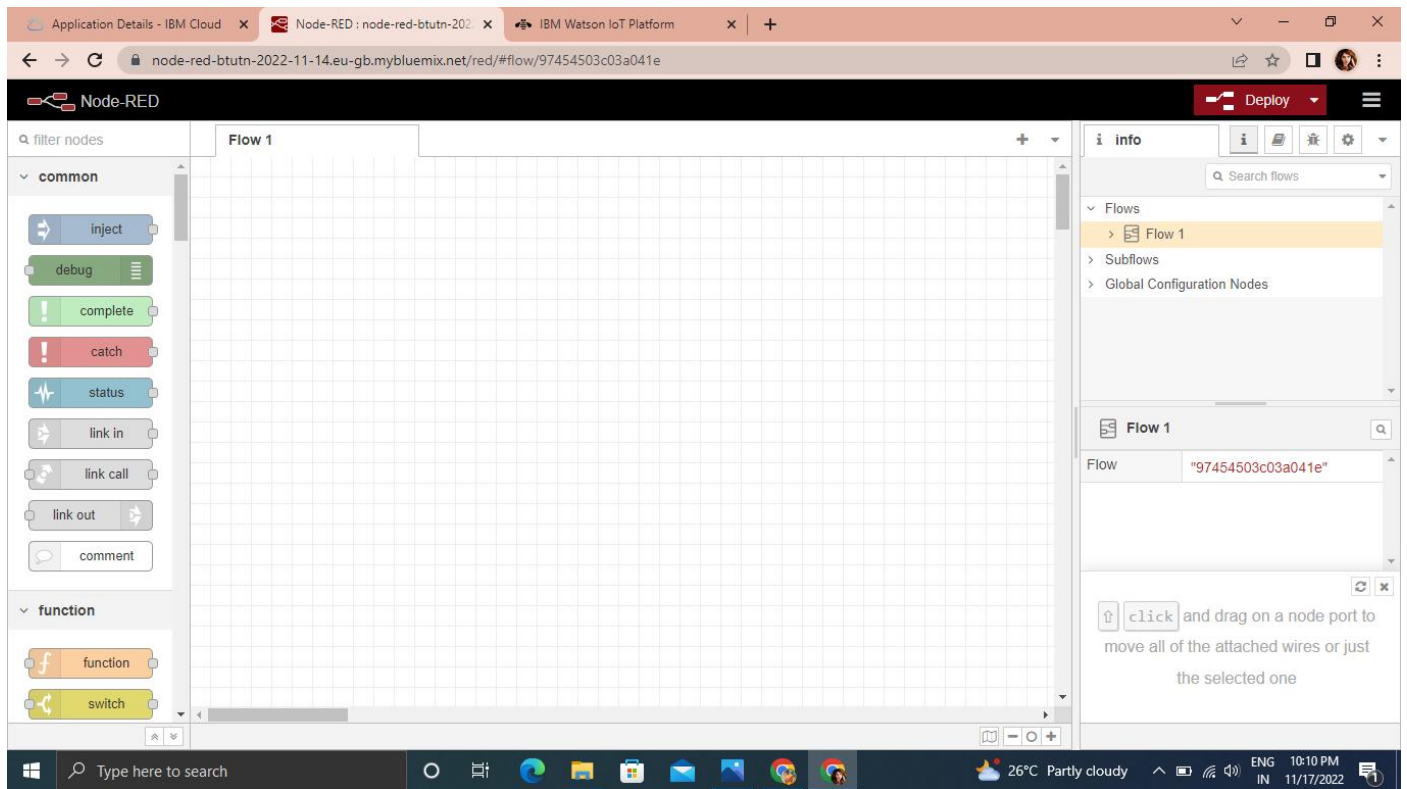 Application Details - IBM Cloud
Node-RED : node-red-btutn-202
IBM Watson IoT Platform
node-red-btutn-2022-11-14.eu-gb.mybluemix.net/red/#flow/97454503c03a041e
Node-RED
Deploy
filter nodes
Flow 1
i info
i
Search flows
common
inject
debug
complete
catch
status
link in
link call
link out
comment
function
function
switch
Flows
Flow 1
Subflows
Global Configuration Nodes
Flow 1
Flow "97454503c03a041e"
⇧ click and drag on a node port to
move all of the attached wires or just
the selected one
Type here to search
26°C Partly cloudy
ENG
IN
10:10 PM
11/17/2022
1